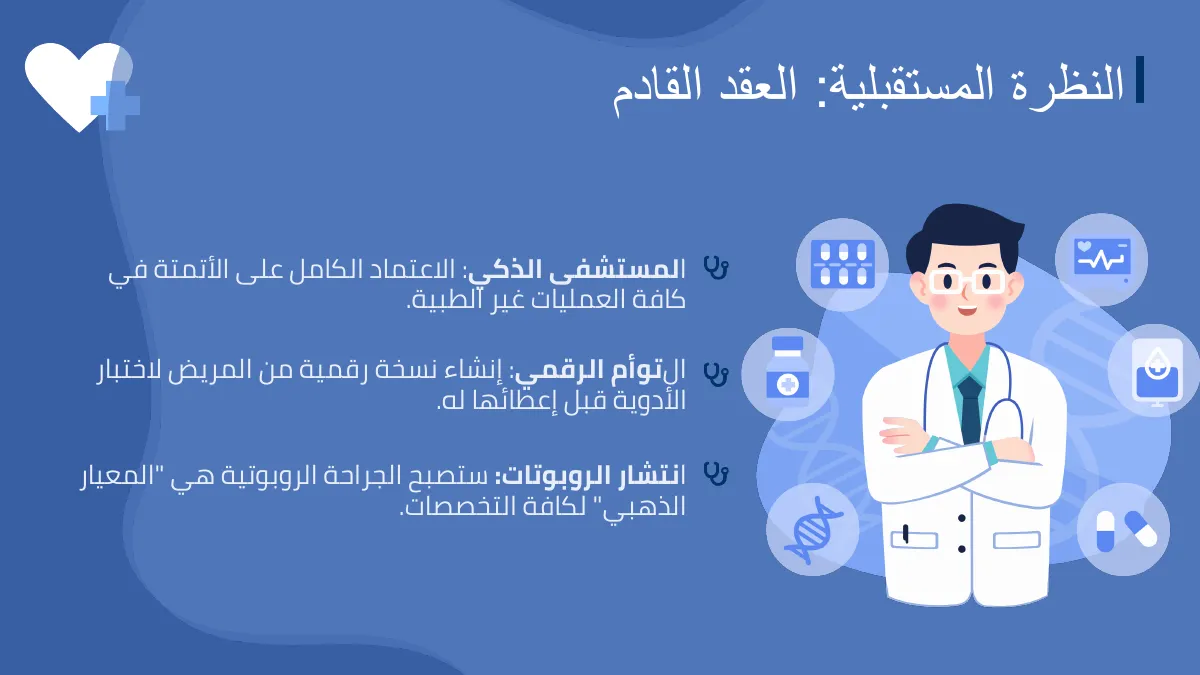 النظرة المستقبلية: العقد القادم
المستشفى الذكي: الاعتماد الكامل على الأتمتة في
كافة العمليات غير الطبية.
التوأم الرقمي: إنشاء نسخة رقمية من المريض لاختبار
الأدوية قبل إعطائها له.
انتشار الروبوتات: ستصبح الجراحة الروبوتية هي "المعيار
الذهبي" لكافة التخصصات.